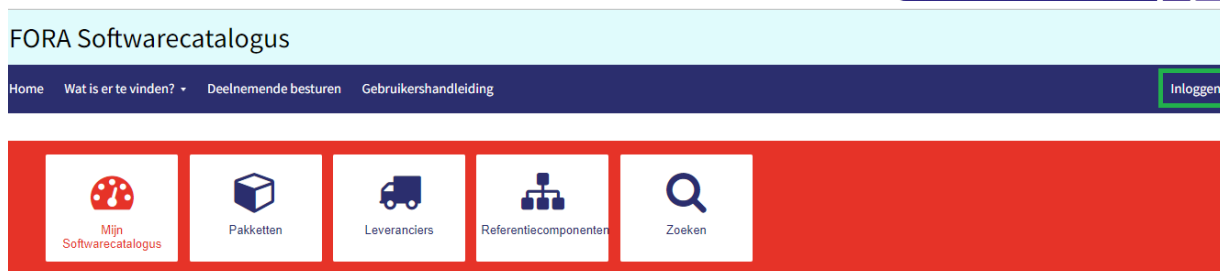 FORA Softwarecatalogus
Home Wat is er te vinden? Deelnemende besturen Gebruikershandleiding Inloggen
Mijn Softwarecatalogus
Pakketten
Leveranciers
Referentiecomponenten
Zoeken